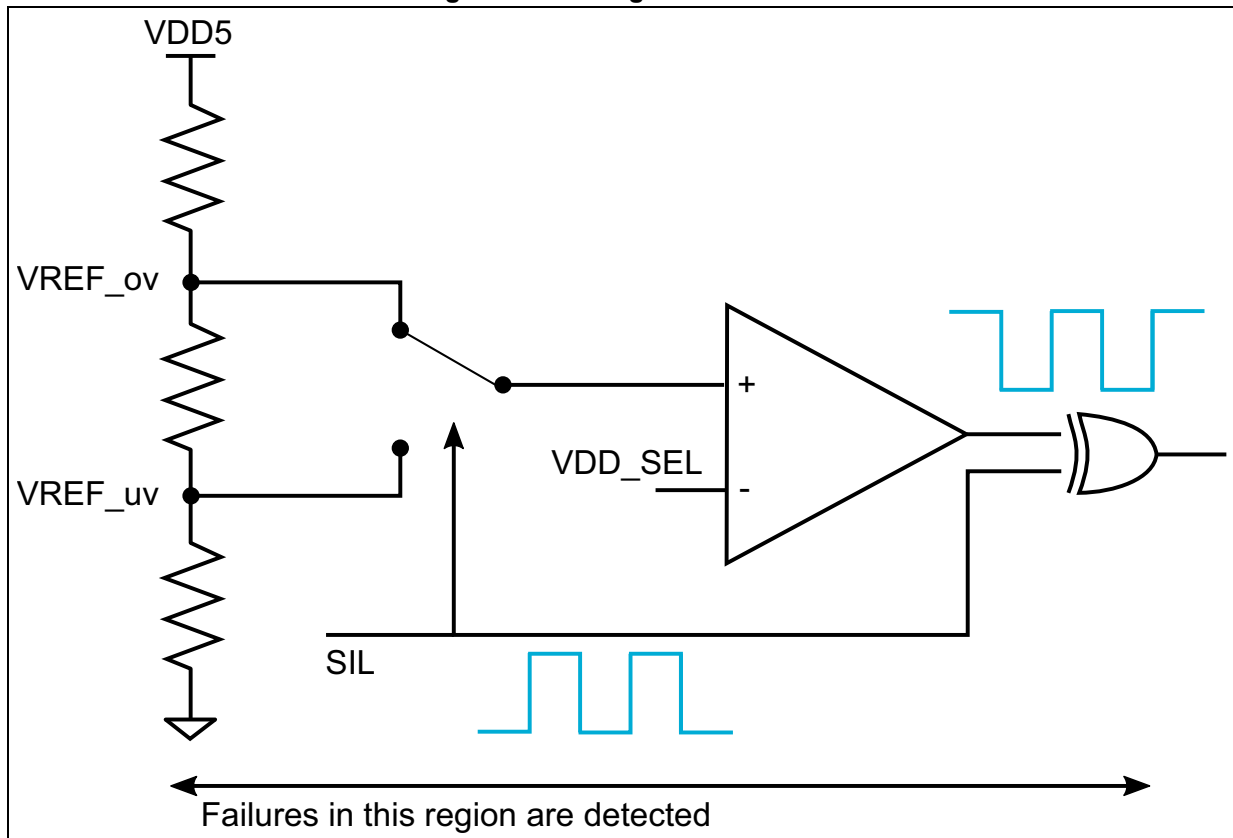 VDD5
VREF_ov
+
VDD_SEL
-
VREF_uv
SIL
Failures in this region are detected